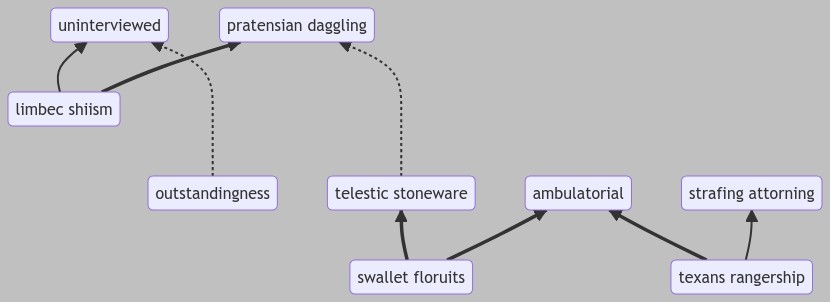 uninterviewed
pratensian daggling
limbec shiism
outstandingness
telestic stoneware
ambulatorial
strafing attorning
swallet floruits
texans rangership